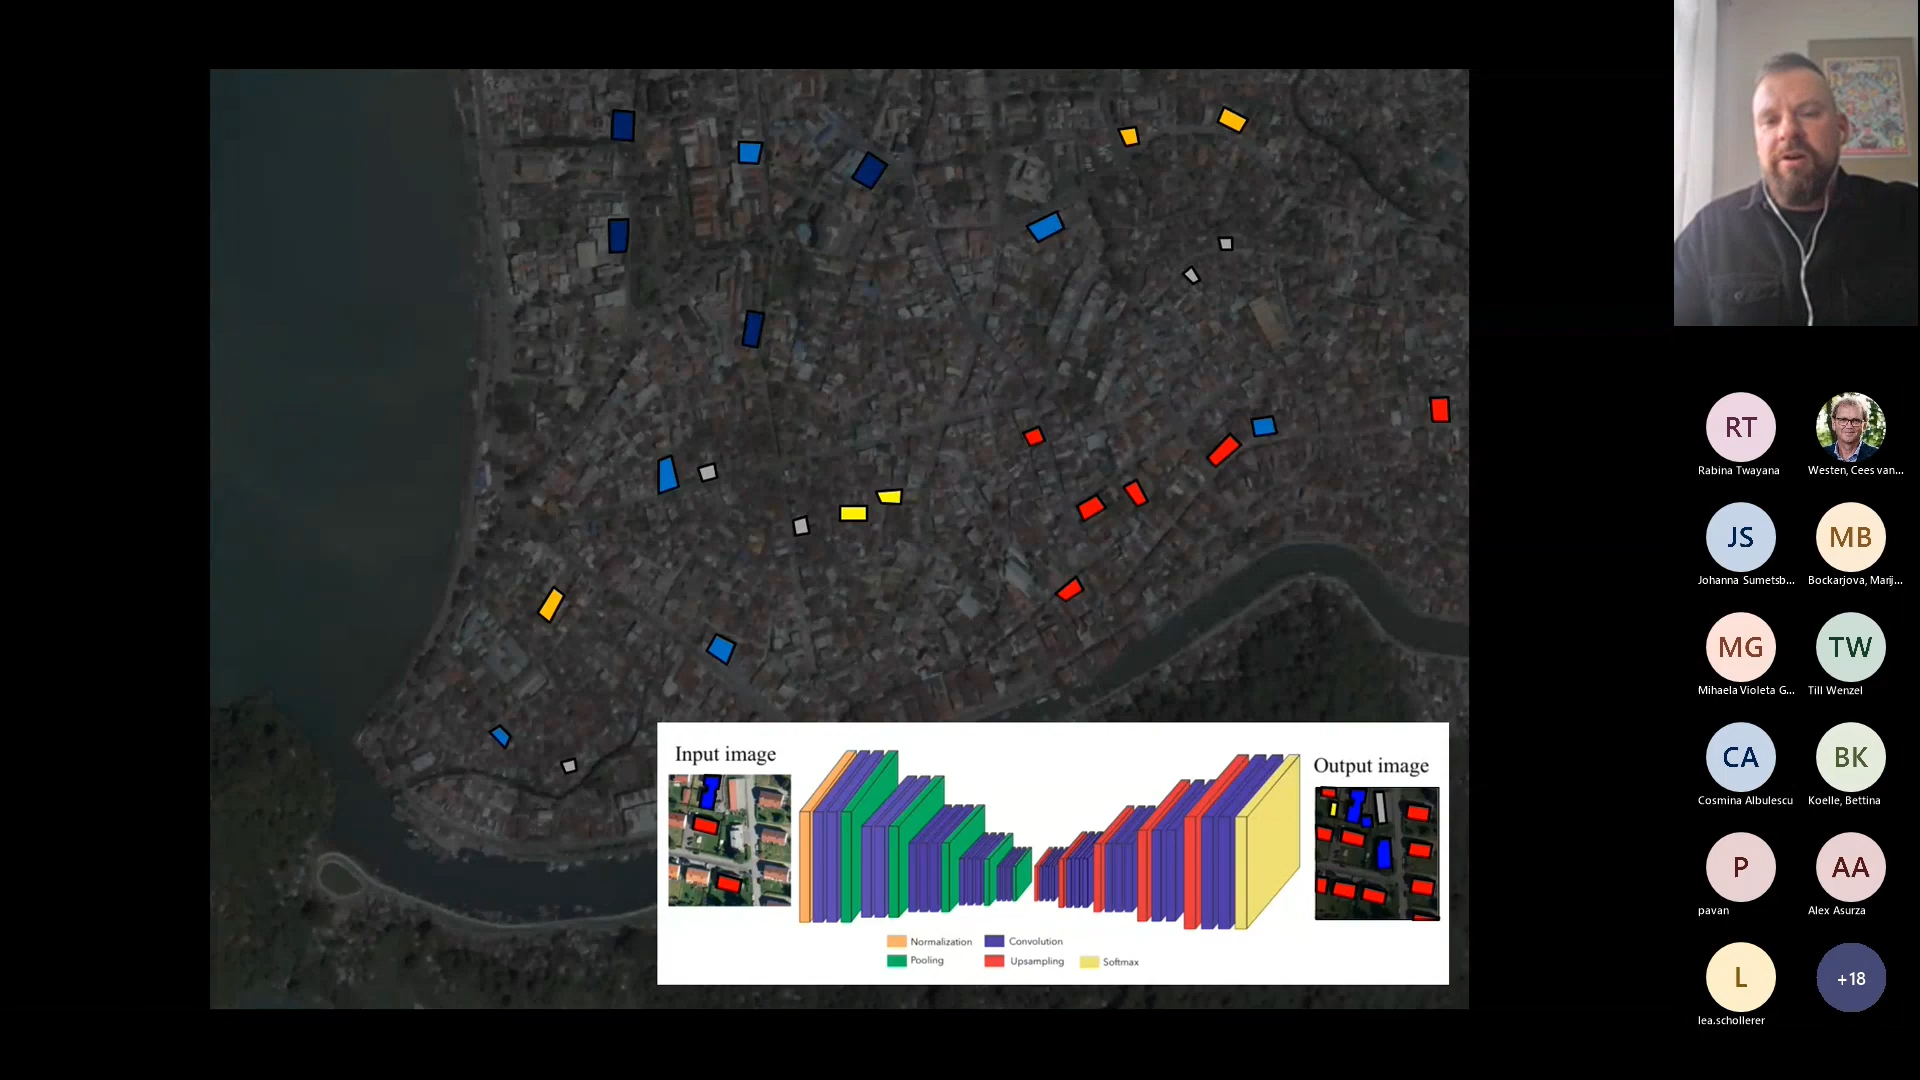 Input image
Output image
Normalization
Convolution
Pooling
Upsampling
Softmax
RT
Rabina Twayana
Westen, Cees van...
JS
Johanna Sumetsb...
MB
Bockarjova, Marij...
MG
Mihaela Violeta G...
TW
Till Wenzel
CA
Cosmina Albulescu
BK
Koelle, Bettina
P
pavan
AA
Alex Asurza
L
lea.schollerer
+18